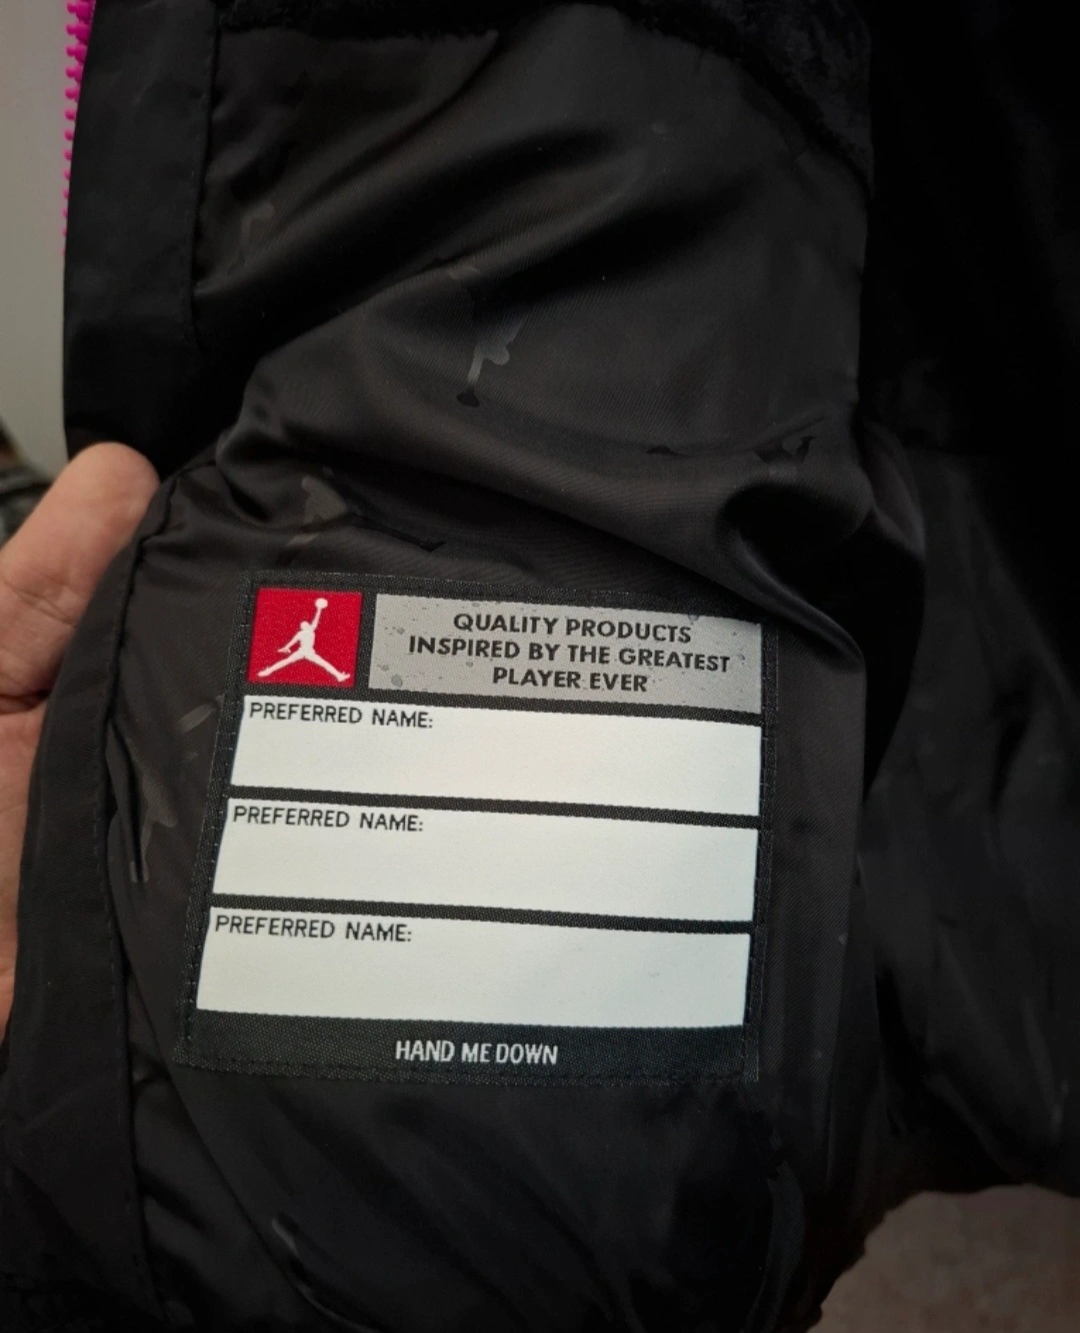 QUALITY PRODUCTS
INSPIRED BY THE GREATEST
PLAYER EVER
PREFERRED NAME:
PREFERRED NAME:
PREFERRED NAME:
HAND ME DOWN